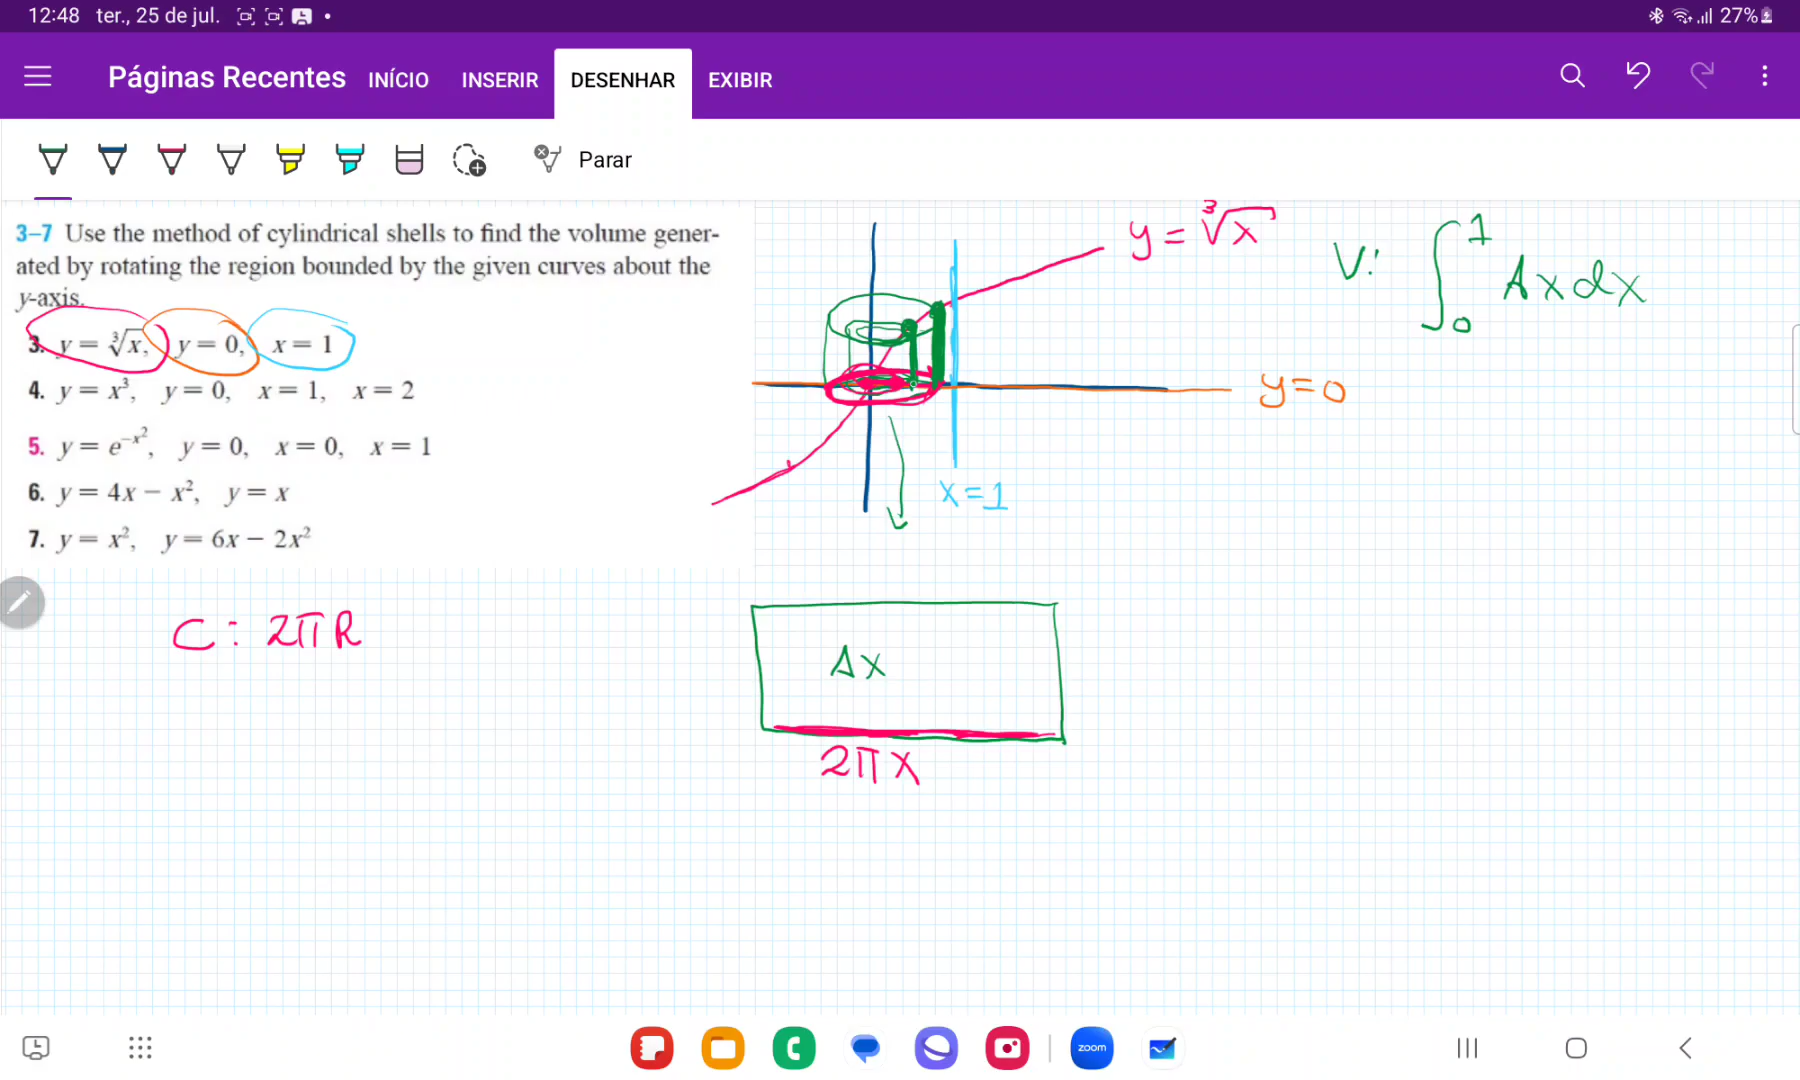 12:48 ter., 25 de jul.
27%
Páginas Recentes INÍCIO INSERIR DESENHAR EXIBIR
Parar
3–7 Use the method of cylindrical shells to find the volume gener-
ated by rotating the region bounded by the given curves about the
y-axis.
3. y = ∛x, y = 0, x = 1
4. y = x³, y = 0, x = 1, x = 2
5. y = e^{-x²}, y = 0, x = 0, x = 1
6. y = 4x − x², y = x
7. y = x², y = 6x − 2x²
y = ∛x
V: ∫₀¹ Ax dx
y=0
x=1
C: 2πR
Ax
2πx
zoom